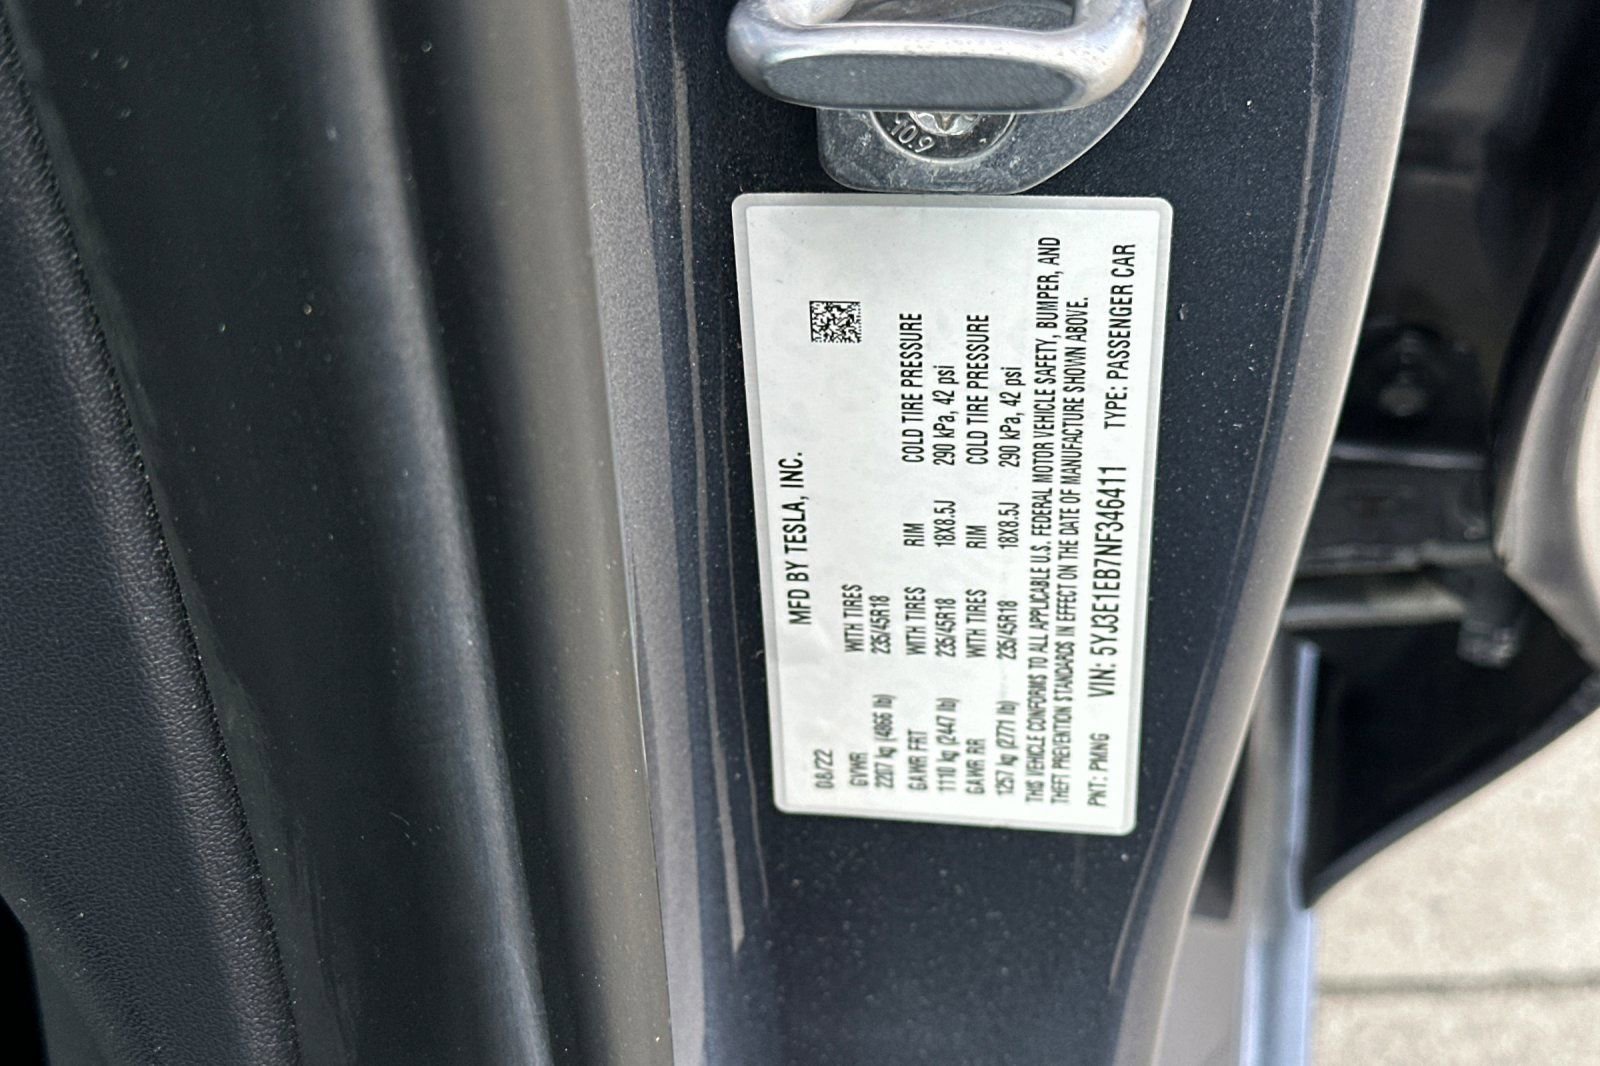 10.9
MFD BY TESLA, INC.
08/22
GVWR WITH TIRES
2207 kg (4866 lb) 235/45R18
GAWR FRT WITH TIRES RIM COLD TIRE PRESSURE
1110 kg (2447 lb) 235/45R18 18X8.5J 290 kPa, 42 psi
GAWR RR WITH TIRES RIM COLD TIRE PRESSURE
1257 kg (2771 lb) 235/45R18 18X8.5J 290 kPa, 42 psi
THIS VEHICLE CONFORMS TO ALL APPLICABLE U.S. FEDERAL MOTOR VEHICLE SAFETY, BUMPER, AND
THEFT PREVENTION STANDARDS IN EFFECT ON THE DATE OF MANUFACTURE SHOWN ABOVE.
PNT: PMNG VIN: 5YJ3E1EB7NF346411 TYPE: PASSENGER CAR